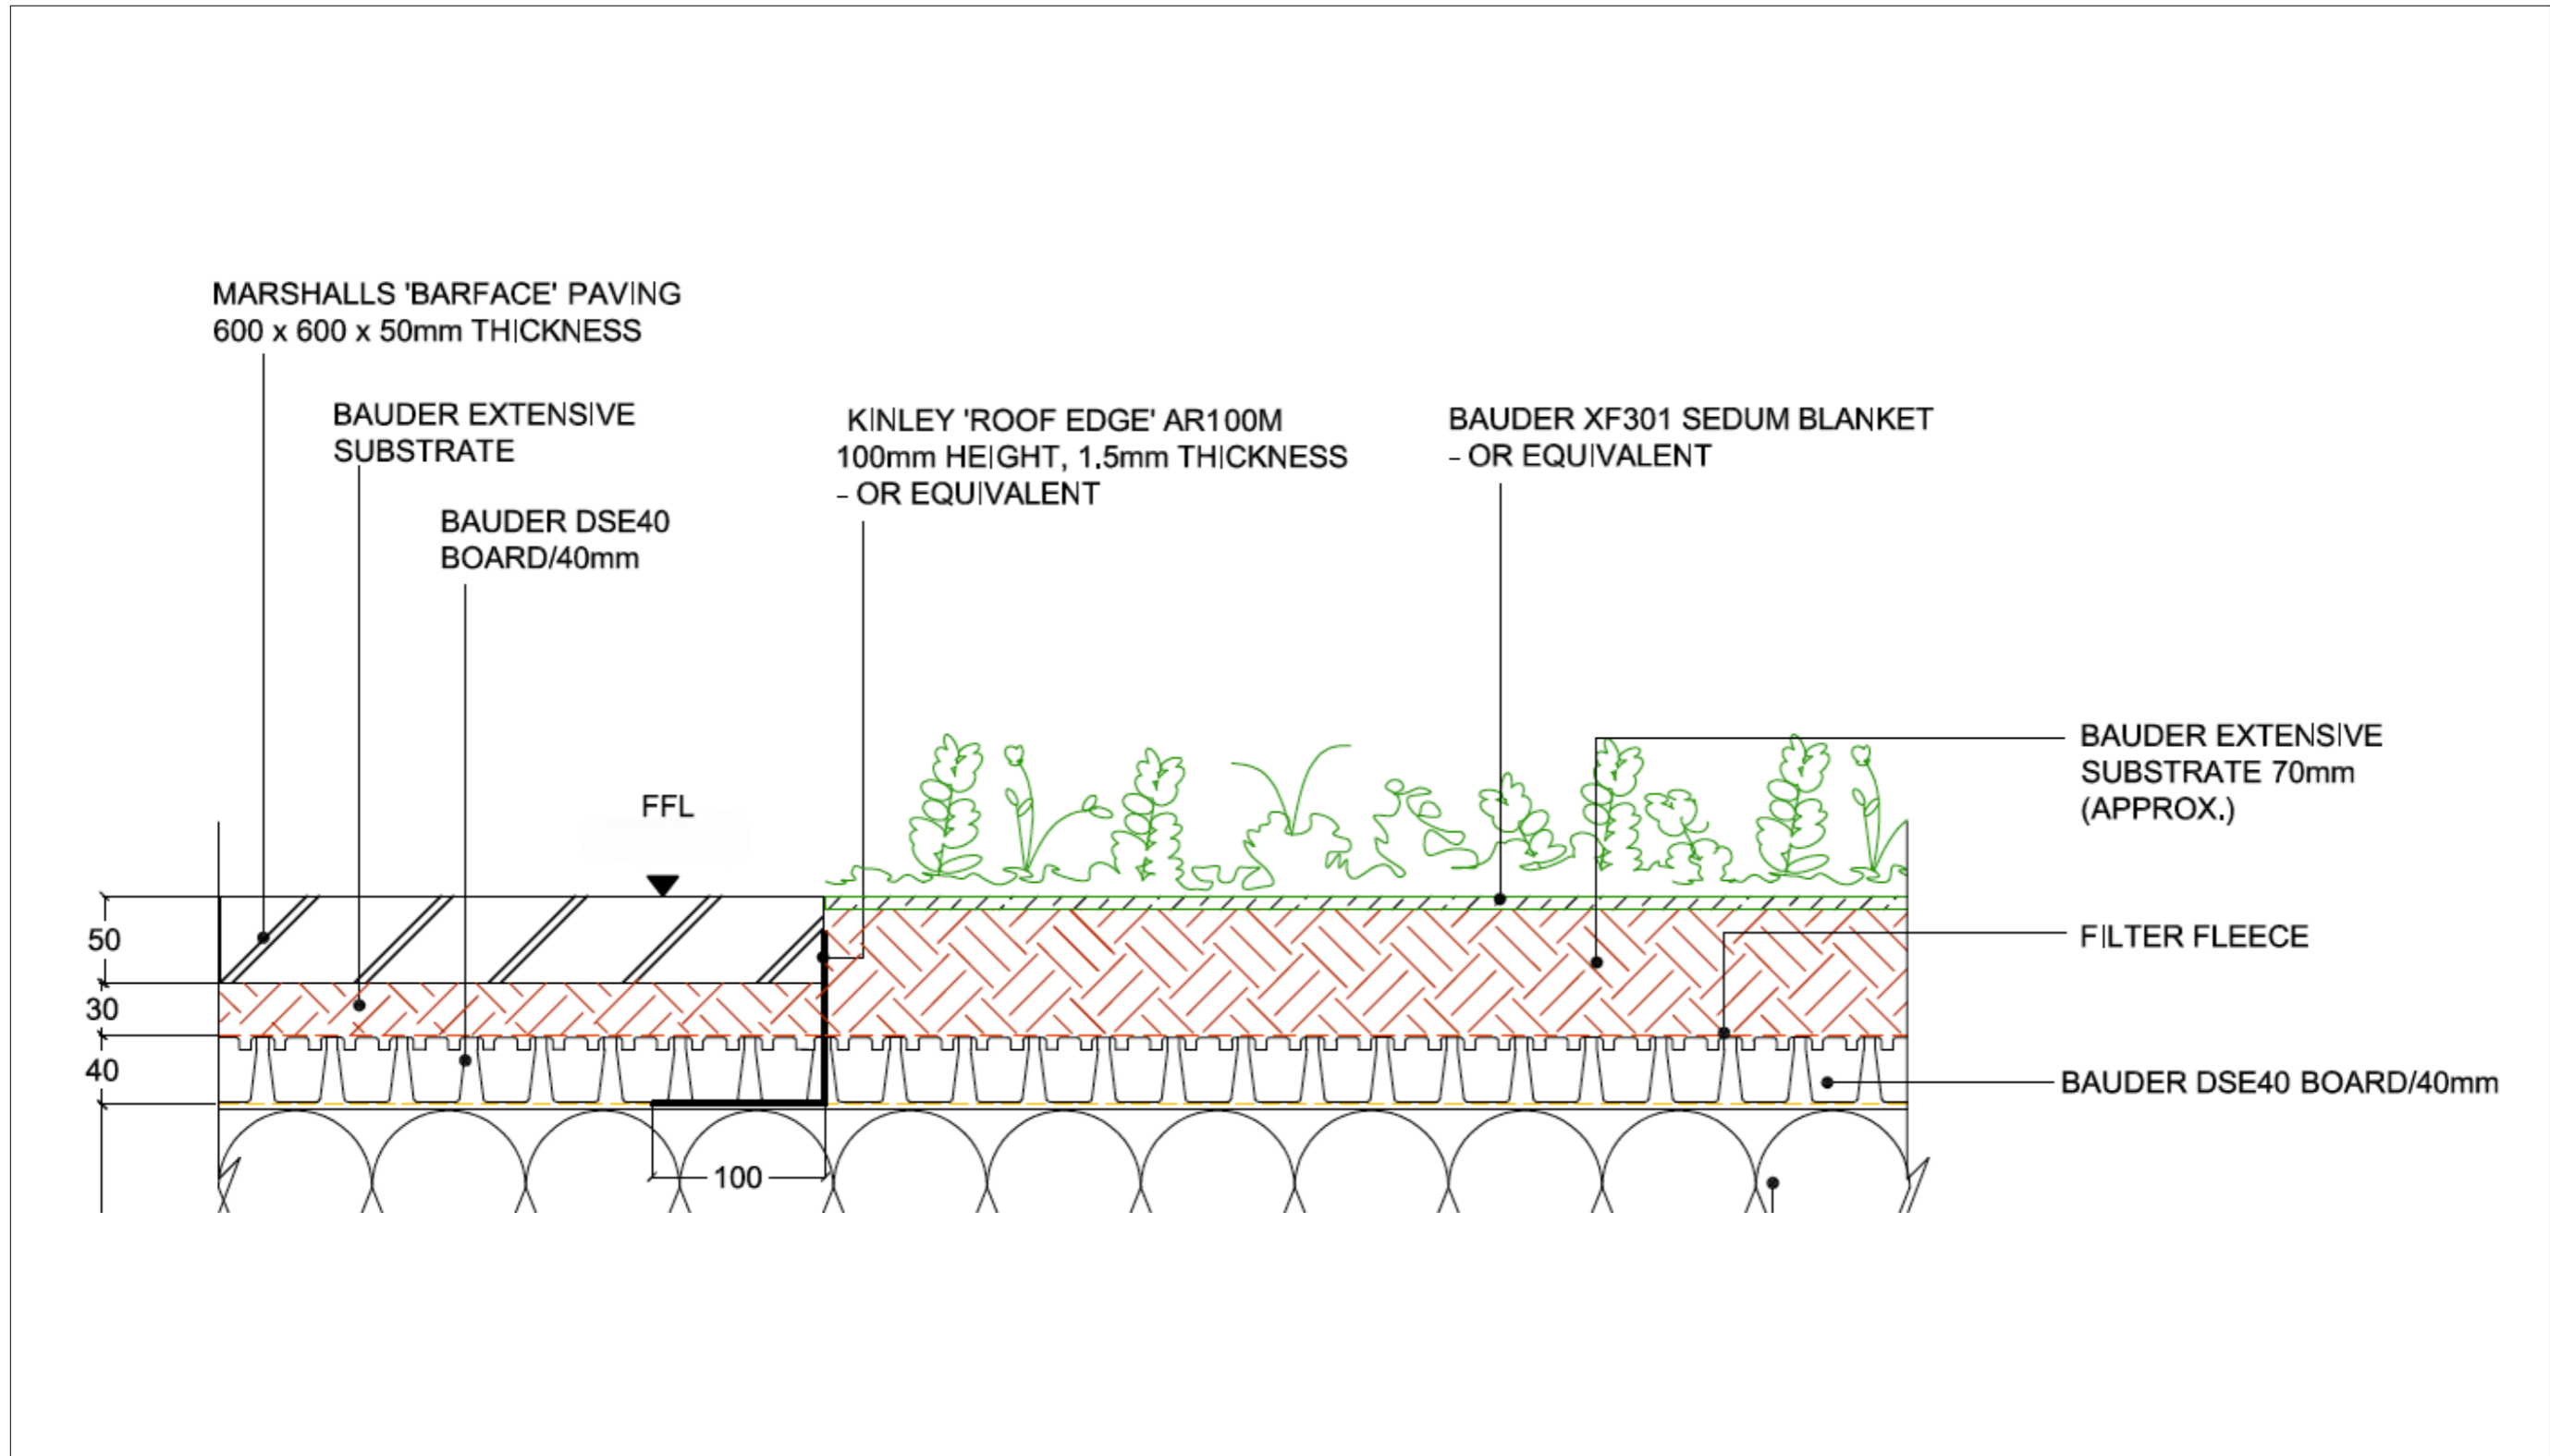 MARSHALLS 'BARFACE' PAVING
600 x 600 x 50mm THICKNESS
BAUDER EXTENSIVE
SUBSTRATE
BAUDER DSE40
BOARD/40mm
KINLEY 'ROOF EDGE' AR100M
100mm HEIGHT, 1.5mm THICKNESS
- OR EQUIVALENT
BAUDER XF301 SEDUM BLANKET
- OR EQUIVALENT
BAUDER EXTENSIVE
SUBSTRATE 70mm
(APPROX.)
FFL
FILTER FLEECE
BAUDER DSE40 BOARD/40mm
50
30
40
100